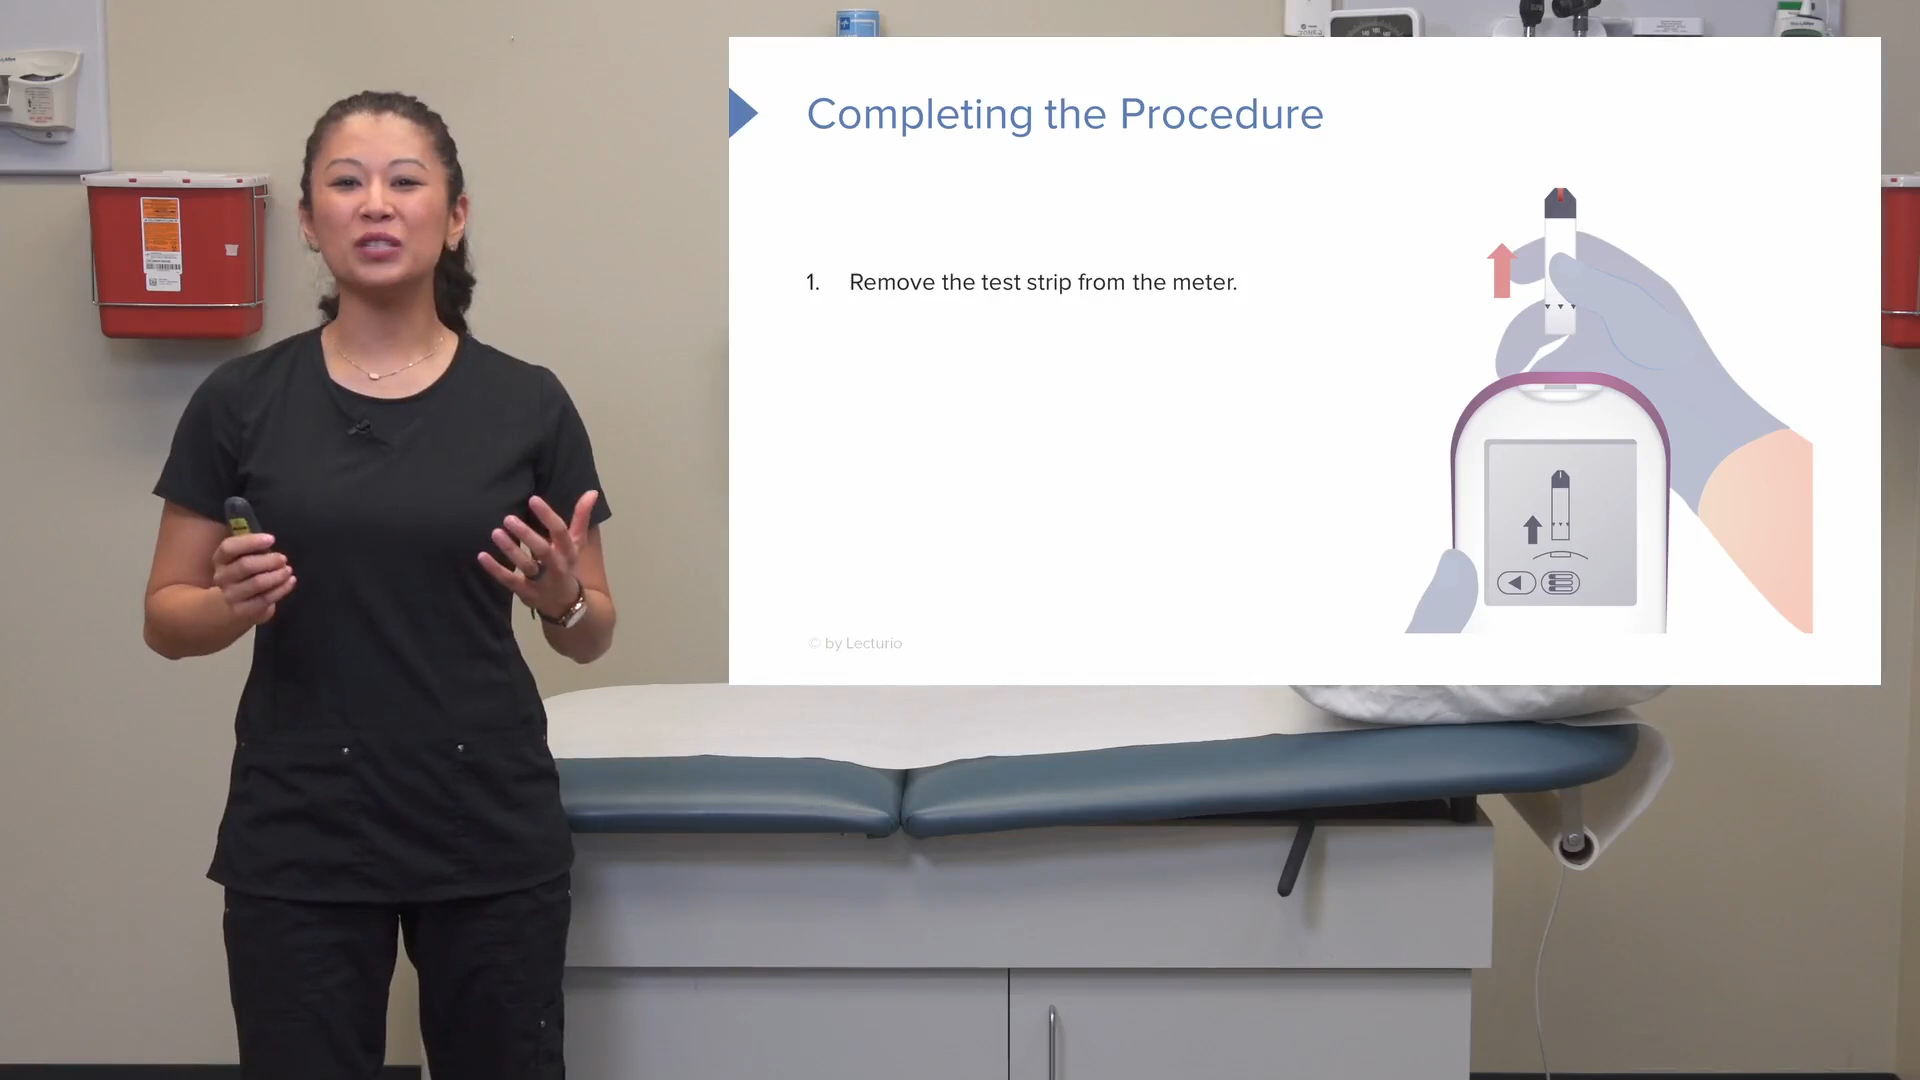 Completing the Procedure
1. Remove the test strip from the meter.
© by Lecturio